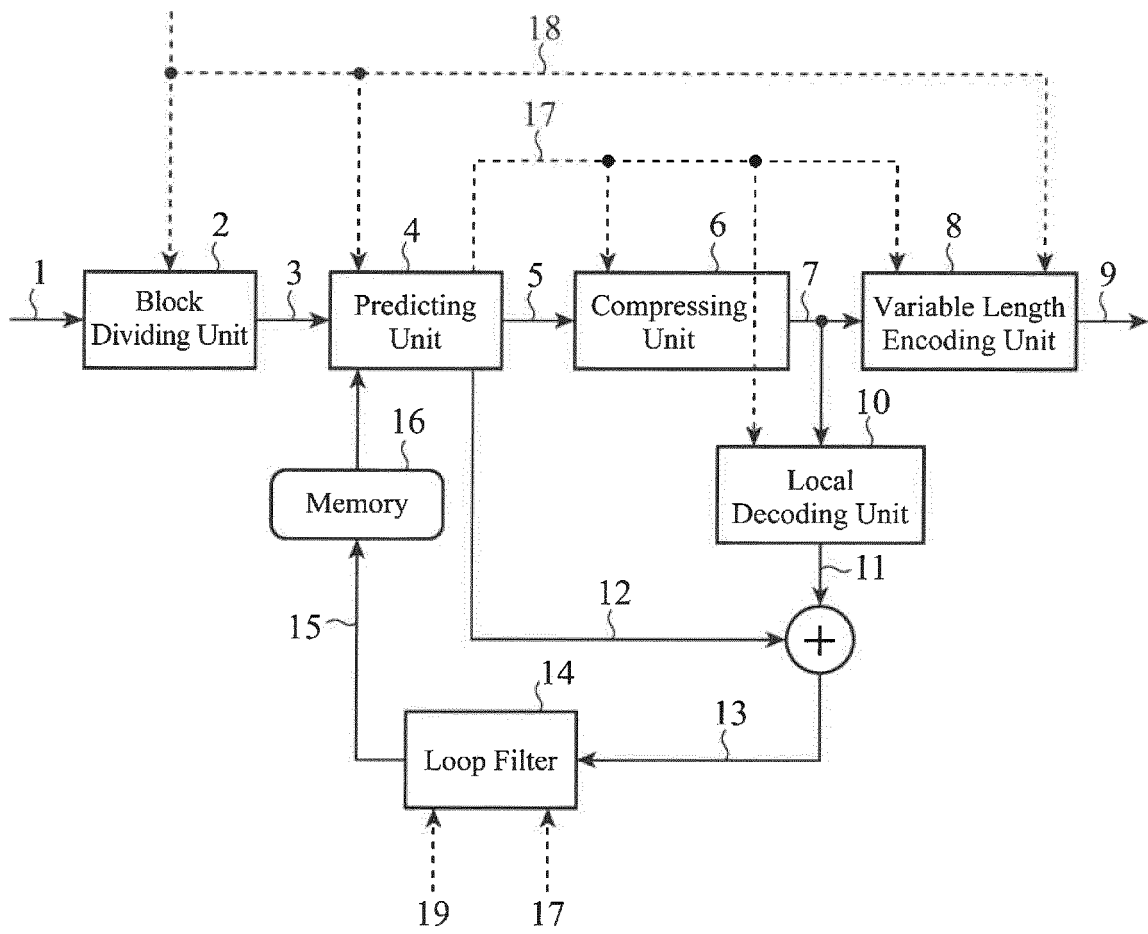 18
17
2
4
6
8
1
3
5
7
9
Block
Dividing Unit
Predicting
Unit
Compressing
Unit
Variable Length
Encoding Unit
16
10
Memory
Local
Decoding Unit
11
15
12
+
14
13
Loop Filter
19
17